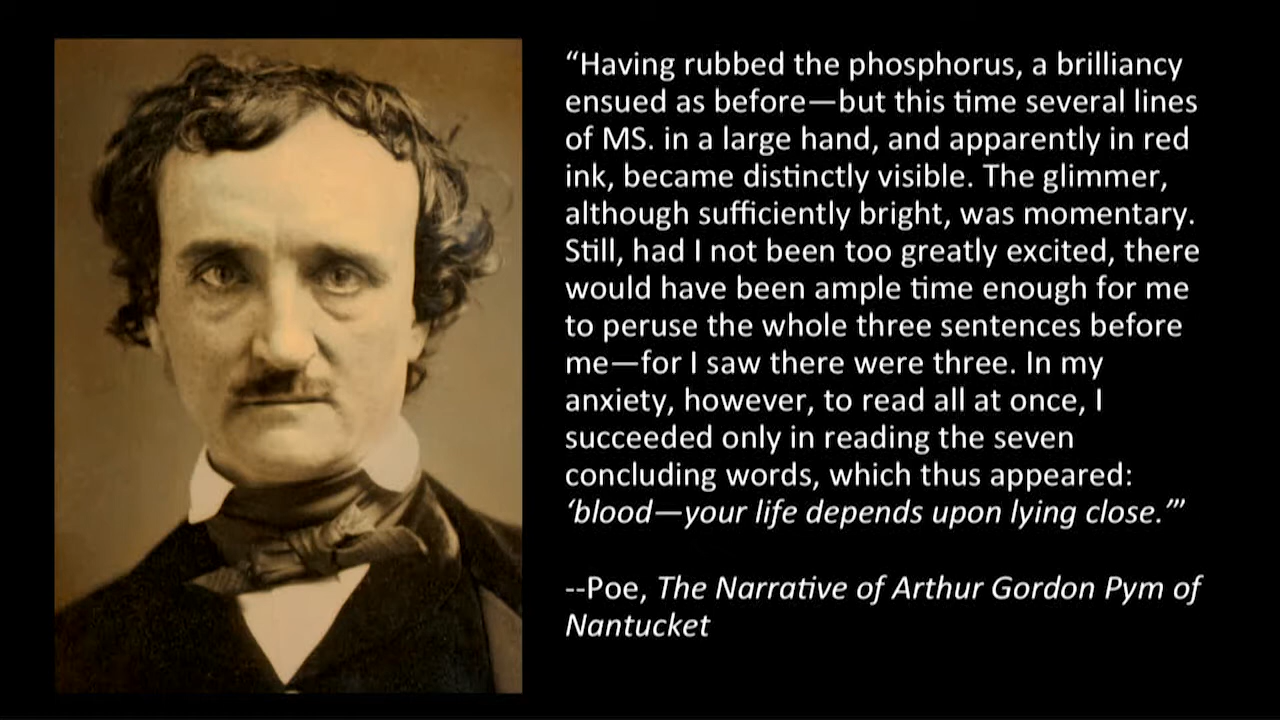 “Having rubbed the phosphorus, a brilliancy
ensued as before—but this time several lines
of MS. in a large hand, and apparently in red
ink, became distinctly visible. The glimmer,
although sufficiently bright, was momentary.
Still, had I not been too greatly excited, there
would have been ample time enough for me
to peruse the whole three sentences before
me—for I saw there were three. In my
anxiety, however, to read all at once, I
succeeded only in reading the seven
concluding words, which thus appeared:
‘blood—your life depends upon lying close.’”
--Poe, The Narrative of Arthur Gordon Pym of
Nantucket